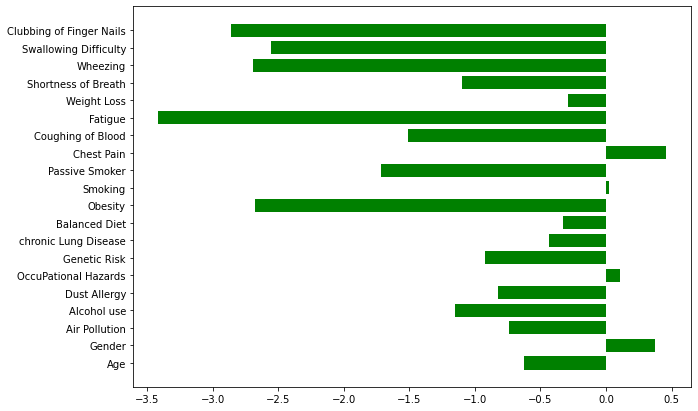 Clubbing of Finger Nails
Swallowing Difficulty
Wheezing
Shortness of Breath
Weight Loss
Fatigue
Coughing of Blood
Chest Pain
Passive Smoker
Smoking
Obesity
Balanced Diet
chronic Lung Disease
Genetic Risk
OccuPational Hazards
Dust Allergy
Alcohol use
Air Pollution
Gender
Age
−3.5 −3.0 −2.5 −2.0 −1.5 −1.0 −0.5 0.0 0.5